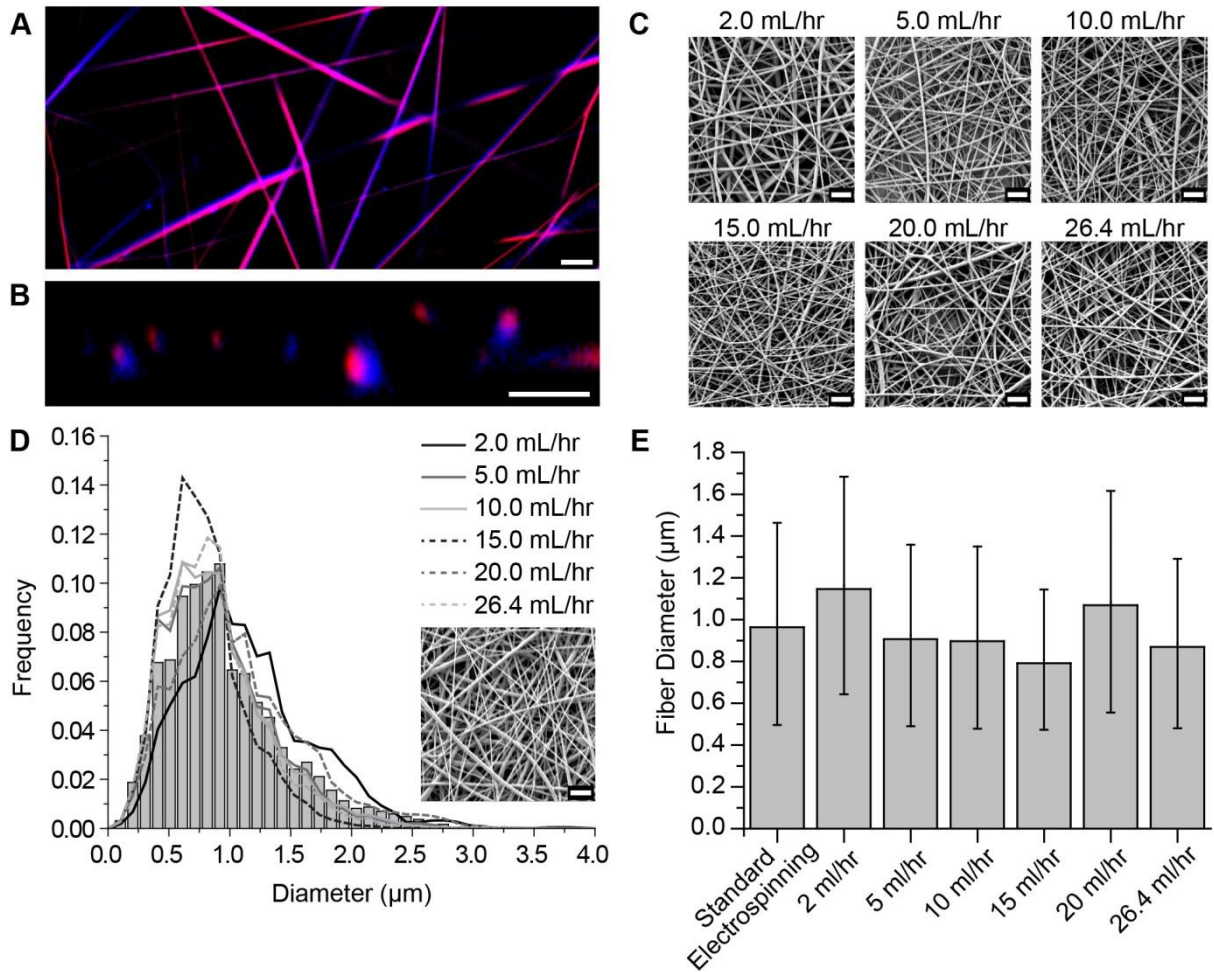 A
B
C
2.0 mL/hr 5.0 mL/hr 10.0 mL/hr
15.0 mL/hr 20.0 mL/hr 26.4 mL/hr
D
0.16
0.14
0.12
0.10
0.08
0.06
0.04
0.02
0.00
Frequency
2.0 mL/hr
5.0 mL/hr
10.0 mL/hr
15.0 mL/hr
20.0 mL/hr
26.4 mL/hr
0.0 0.5 1.0 1.5 2.0 2.5 3.0 3.5 4.0
Diameter (μm)
E
1.8
1.6
1.4
1.2
1.0
0.8
0.6
0.4
0.2
0.0
Fiber Diameter (μm)
Standard
Electrospinning
2 ml/hr
5 ml/hr
10 ml/hr
15 ml/hr
20 ml/hr
26.4 ml/hr